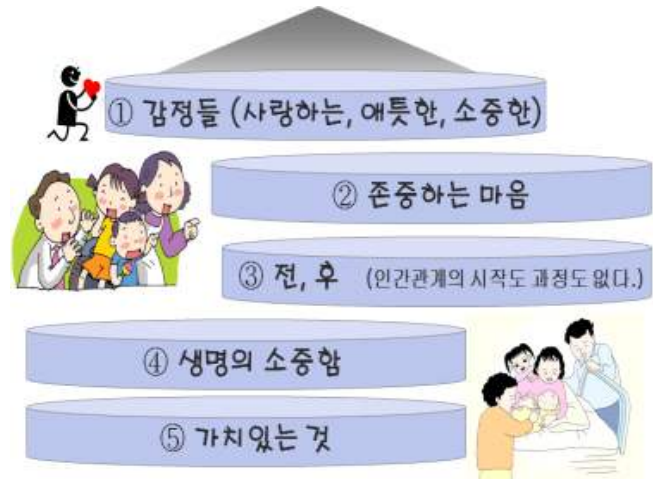 ① 감정들 (사랑하는, 애틋한, 소중한)
② 존중하는 마음
③ 전, 후 (인간관계의 시작도 과정도 없다.)
④ 생명의 소중함
⑤ 가치있는 것